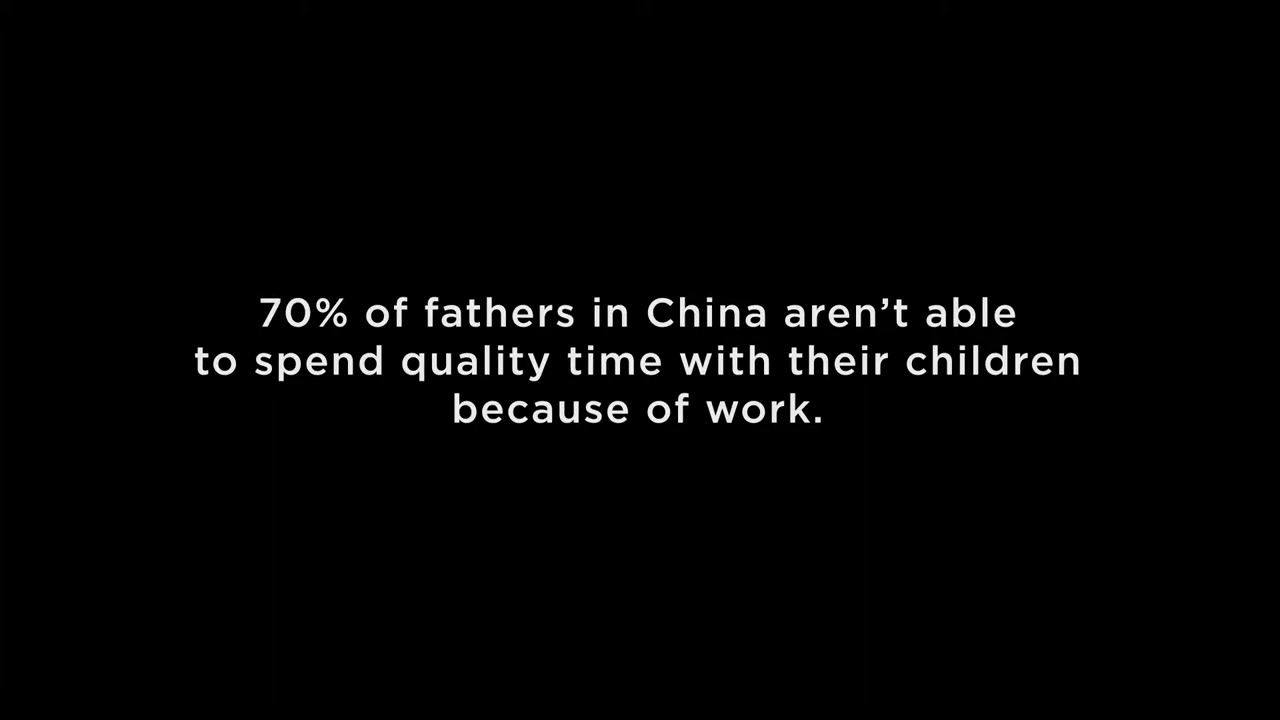 70% of fathers in China aren’t able
to spend quality time with their children
because of work.